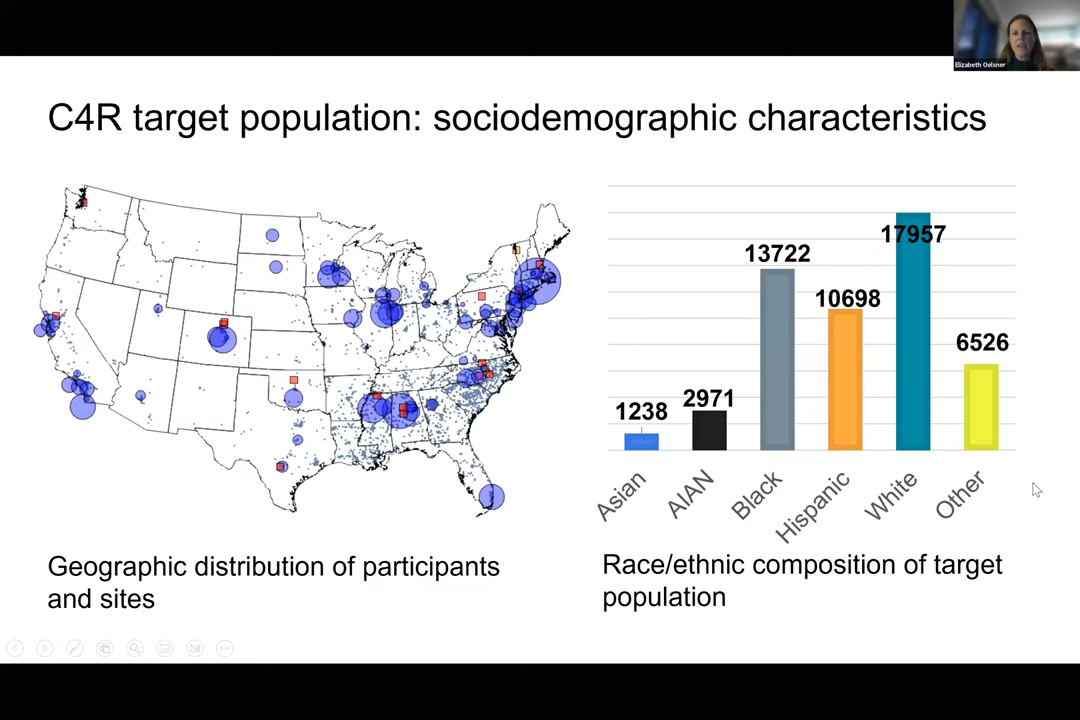 Elizabeth Oelsner
C4R target population: sociodemographic characteristics
17957
13722
10698
6526
2971
1238
Asian
AIAN
Black
Hispanic
White
Other
Geographic distribution of participants
and sites
Race/ethnic composition of target
population